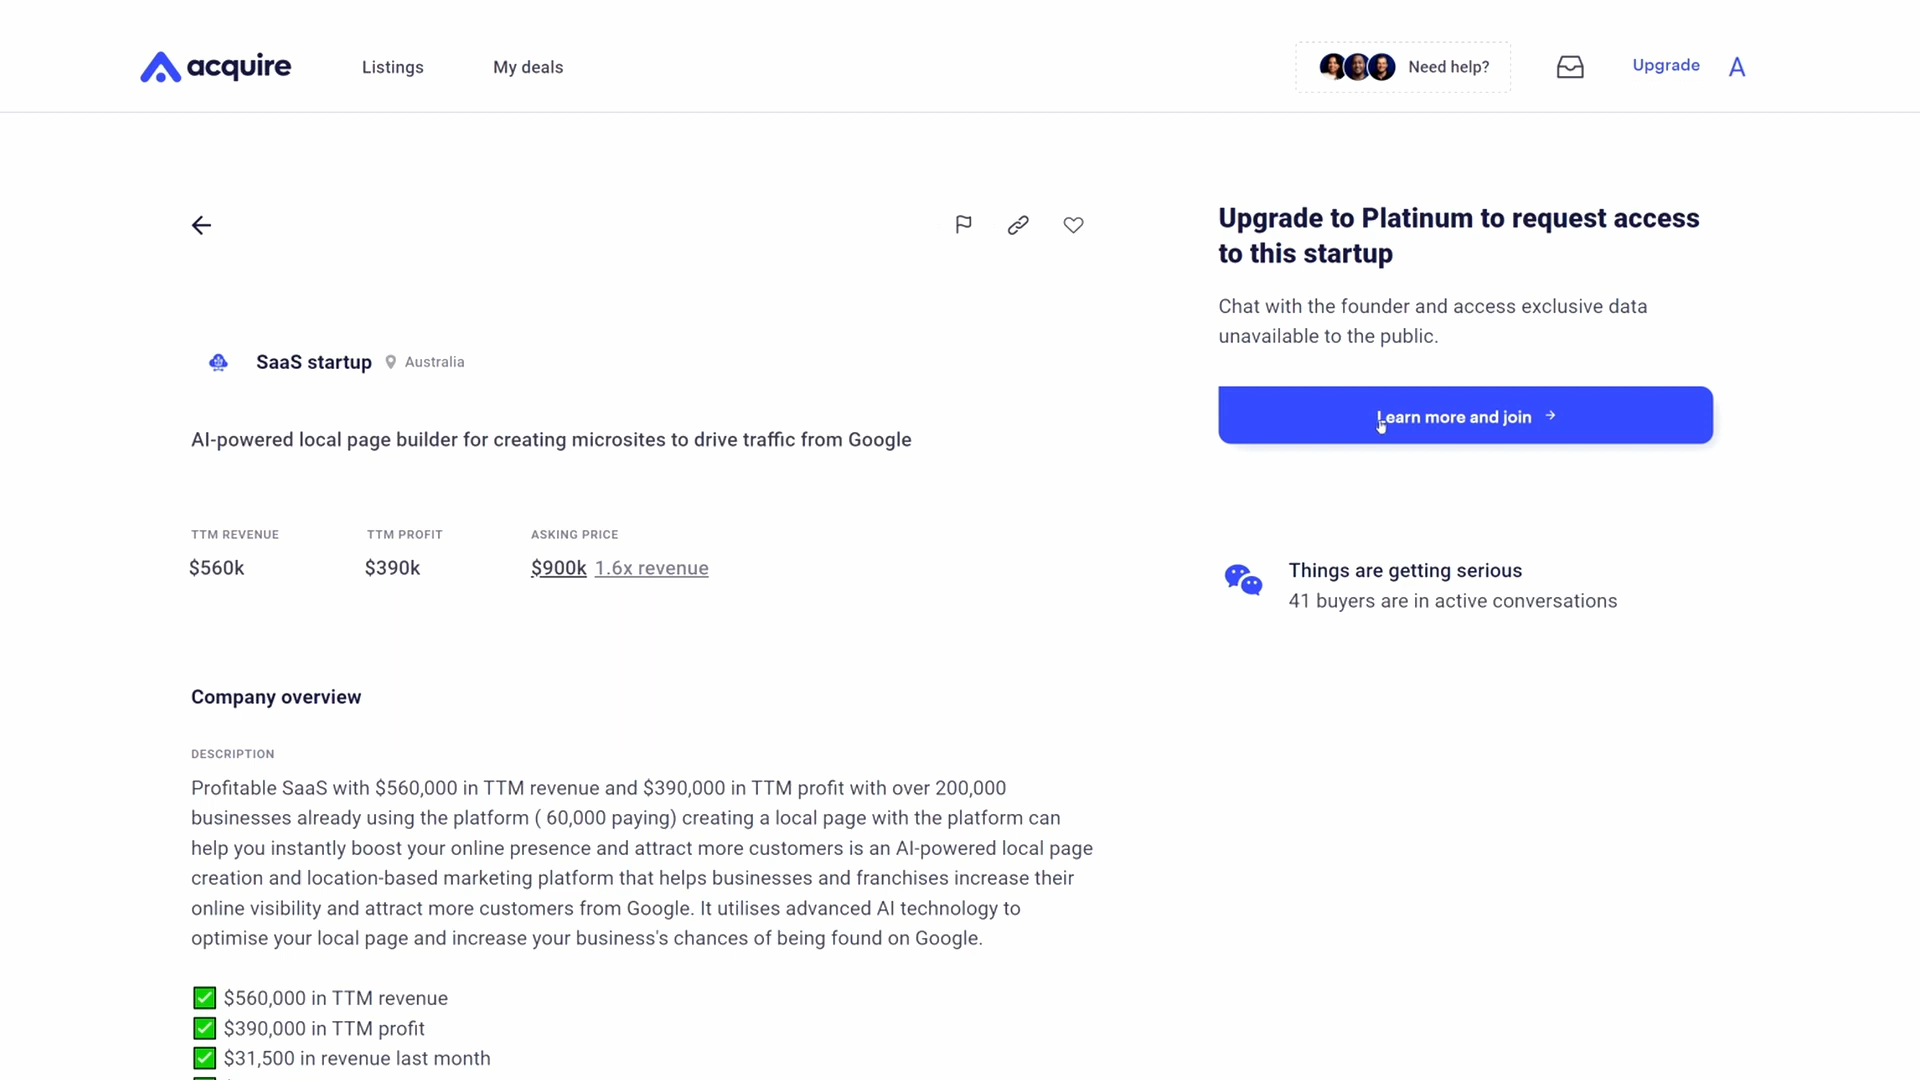 acquire
Listings
My deals
Need help?
Upgrade
A
Upgrade to Platinum to request access
to this startup
Chat with the founder and access exclusive data
unavailable to the public.
Learn more and join →
SaaS startup
Australia
AI-powered local page builder for creating microsites to drive traffic from Google
TTM REVENUE
TTM PROFIT
ASKING PRICE
$560k
$390k
$900k 1.6x revenue
Things are getting serious
41 buyers are in active conversations
Company overview
DESCRIPTION
Profitable SaaS with $560,000 in TTM revenue and $390,000 in TTM profit with over 200,000
businesses already using the platform ( 60,000 paying) creating a local page with the platform can
help you instantly boost your online presence and attract more customers is an AI-powered local page
creation and location-based marketing platform that helps businesses and franchises increase their
online visibility and attract more customers from Google. It utilises advanced AI technology to
optimise your local page and increase your business's chances of being found on Google.
✅ $560,000 in TTM revenue
✅ $390,000 in TTM profit
✅ $31,500 in revenue last month